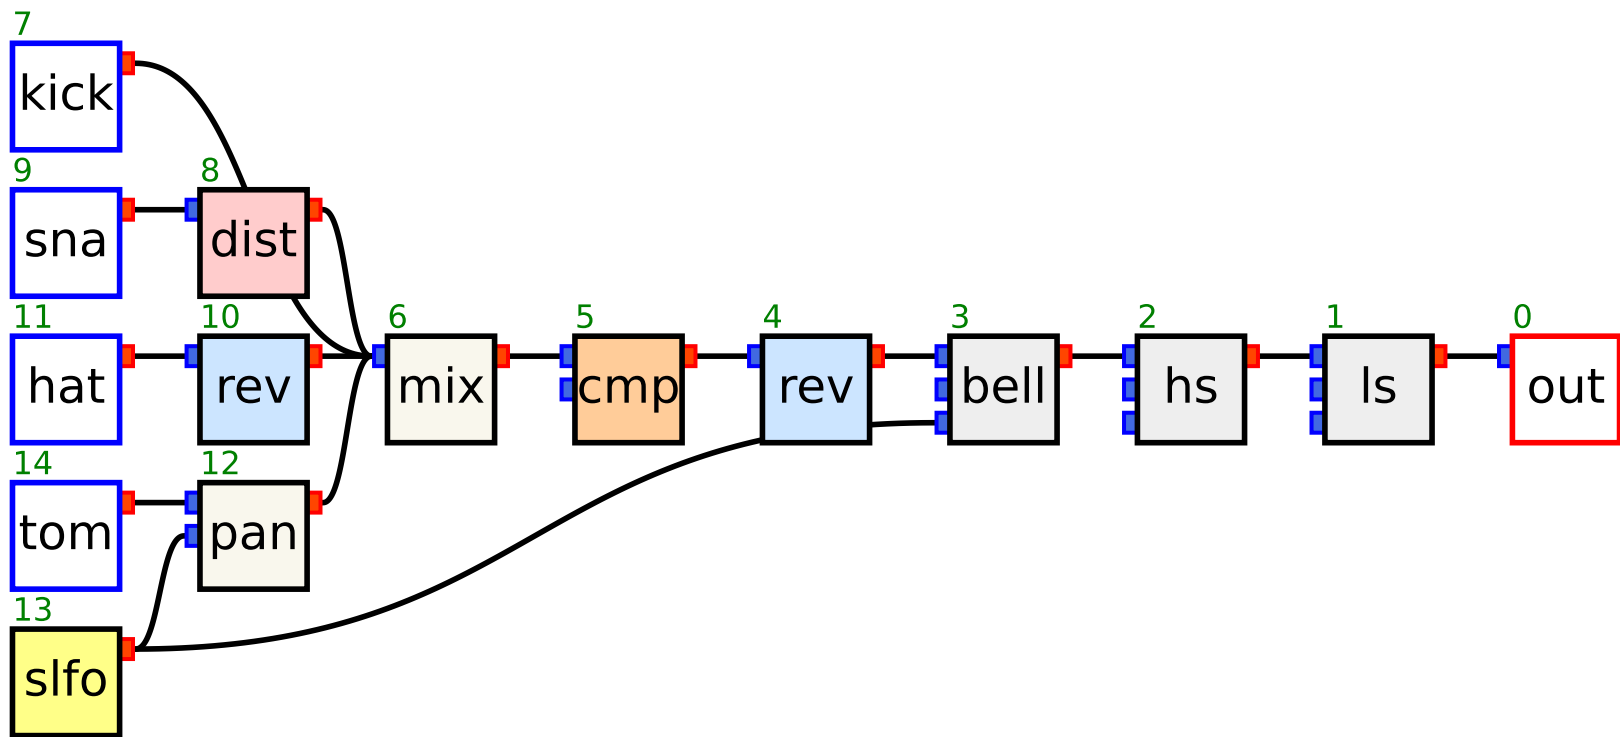 7
kick
9
sna
8
dist
11
hat
10
rev
6
mix
5
cmp
4
rev
3
bell
2
hs
1
ls
0
out
14
tom
12
pan
13
slfo